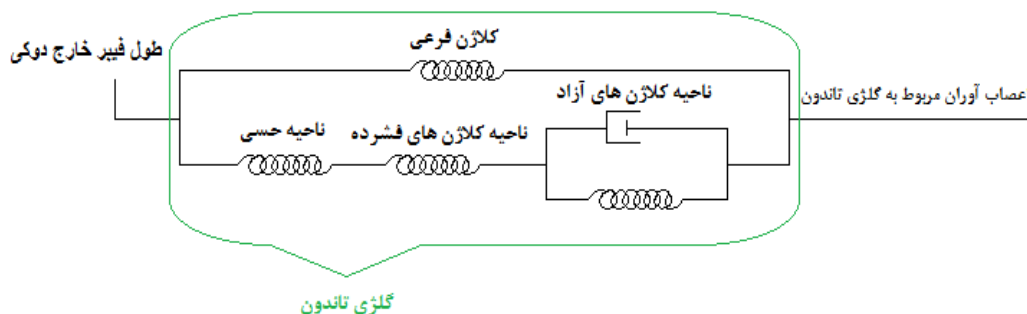 کلاژن فرعی
طول فیبر خارج دوکی
ناحیه کلاژن های آزاد
عصاب آوران مربوط به گلژی تاندون
ناحیه حسی
ناحیه کلاژن های فشرده
گلژی تاندون